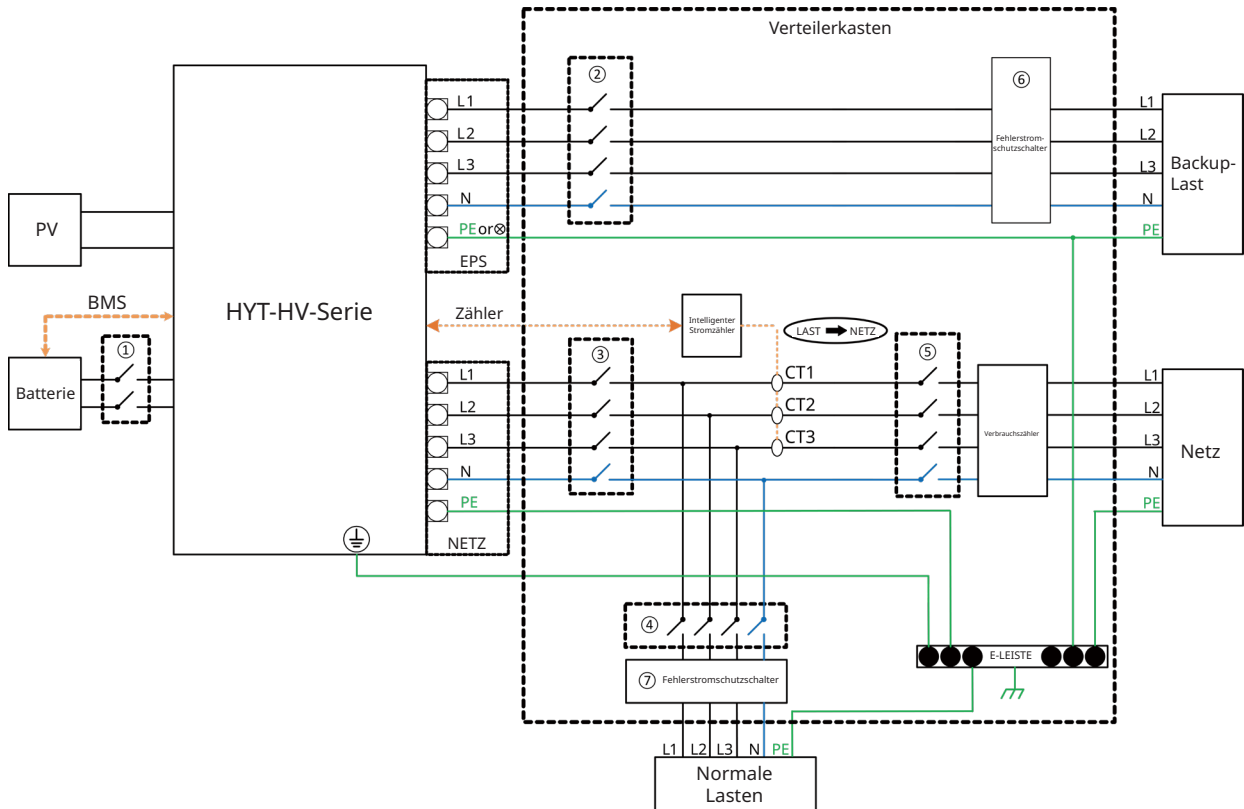 Verteilerkasten
②
⑥
L1
L2
L3
N
PE or⊗
EPS
Fehlerstrom-
schutzschalter
L1
L2
L3
N
PE
Backup-
Last
PV
BMS
HYT-HV-Serie
Zähler
Intelligenter
Stromzähler
LAST ➡ NETZ
①
Batterie
③
⑤
L1
L2
L3
N
PE
NETZ
CT1
CT2
CT3
Verbrauchszähler
L1
L2
L3
N
PE
Netz
④
⑦ Fehlerstromschutzschalter
E-LEISTE
L1 L2 L3 N PE
Normale
Lasten